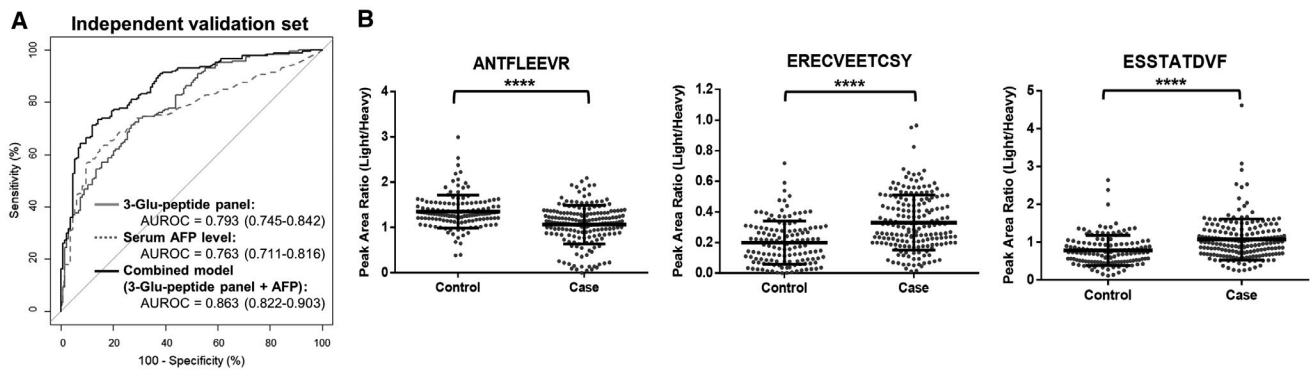 A
Independent validation set
100
80
60
40
20
0
Sensitivity (%)
3-Glu-peptide panel:
AUROC = 0.793 (0.745-0.842)
Serum AFP level:
AUROC = 0.763 (0.711-0.816)
Combined model
(3-Glu-peptide panel + AFP):
AUROC = 0.863 (0.822-0.903)
0 20 40 60 80 100
100 - Specificity (%)
B
ANTFLEEVR
****
Peak Area Ratio (Light/Heavy)
4
3
2
1
0
Control Case
ERECVEETCSY
****
Peak Area Ratio (Light/Heavy)
1.2
1.0
0.8
0.6
0.4
0.2
0.0
Control Case
ESSTATDVF
****
Peak Area Ratio (Light/Heavy)
5
4
3
2
1
0
Control Case